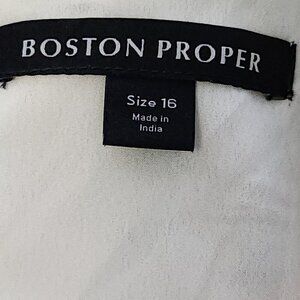 BOSTON PROPER
Size 16
Made in
India